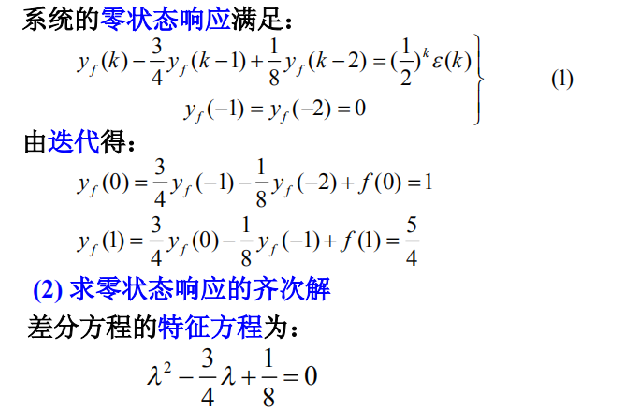 系统的零状态响应满足：
y_f(k) − 3/4 y_f(k−1) + 1/8 y_f(k−2) = (1/2)^k ε(k)
y_f(−1) = y_f(−2) = 0
(1)
由迭代得：
y_f(0) = 3/4 y_f(−1) − 1/8 y_f(−2) + f(0) = 1
y_f(1) = 3/4 y_f(0) − 1/8 y_f(−1) + f(1) = 5/4
(2) 求零状态响应的齐次解
差分方程的特征方程为：
λ² − 3/4 λ + 1/8 = 0